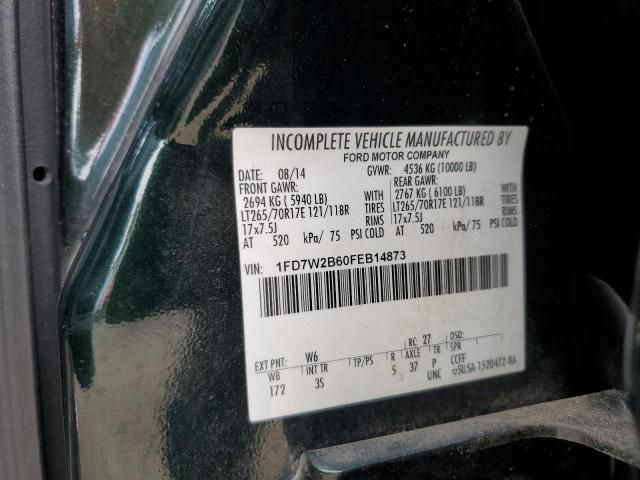 INCOMPLETE VEHICLE MANUFACTURED BY
FORD MOTOR COMPANY
DATE: 08/14 GVWR: 4536 KG (10000 LB)
FRONT GAWR: REAR GAWR:
2694 KG ( 5940 LB) WITH 2767 KG ( 6100 LB) WITH
LT265/70R17E 121/118R TIRES LT265/70R17E 121/118R TIRES
17x7.5J RIMS 17x7.5J RIMS
AT 520 kPa/ 75 PSI COLD AT 520 kPa/ 75 PSI COLD
VIN: 1FD7W2B60FEB14873
EXT PNT: W6 RC: 27 DSO:
WB INT TR TP/PS R AXLE TR SPR
172 3S 5 37 P CCFF
UNC 5U5A-1520472-BA